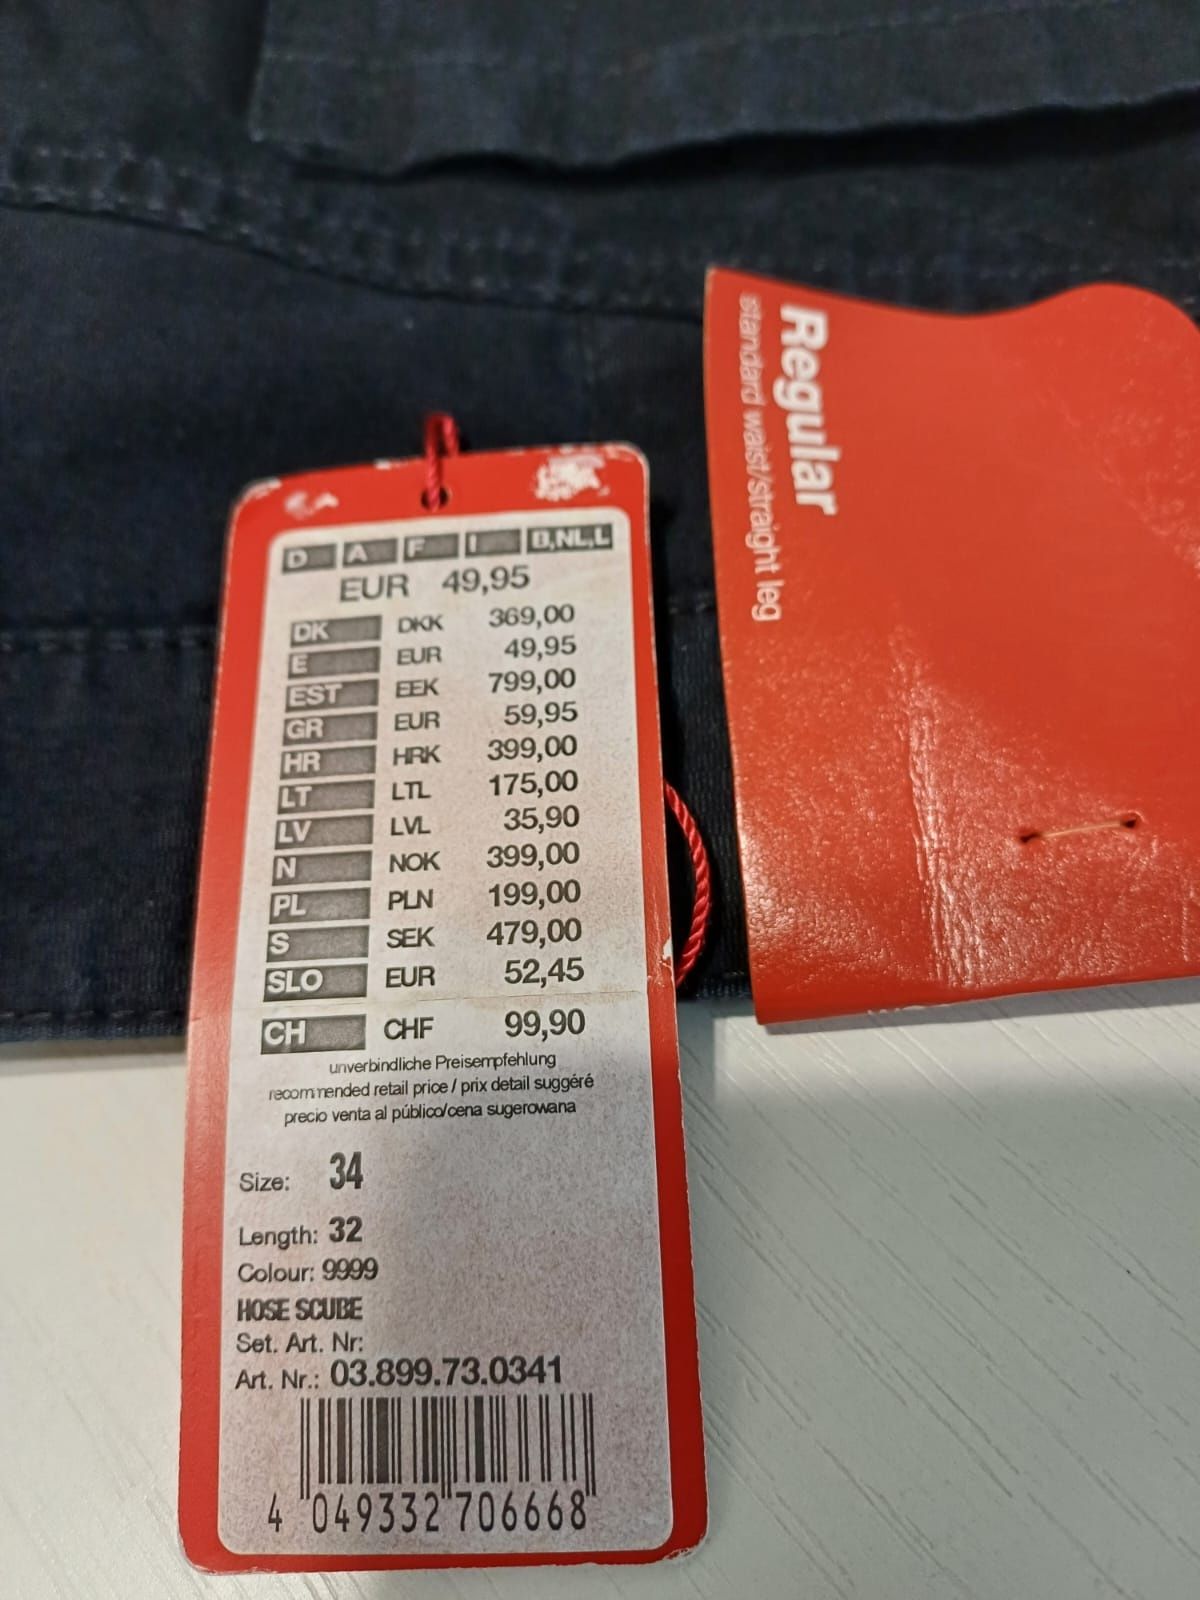 D A F I B,NL,L
EUR 49,95
DK DKK 369,00
E EUR 49,95
EST EEK 799,00
GR EUR 59,95
HR HRK 399,00
LT LTL 175,00
LV LVL 35,90
N NOK 399,00
PL PLN 199,00
S SEK 479,00
SLO EUR 52,45
CH CHF 99,90
unverbindliche Preisempfehlung
recommended retail price / prix detail suggéré
precio venta al público/cena sugerowana
Size: 34
Length: 32
Colour: 9999
HOSE SCUBE
Set. Art. Nr:
Art. Nr.: 03.899.73.0341
4 049332 706668
Regular
standard waist/straight leg